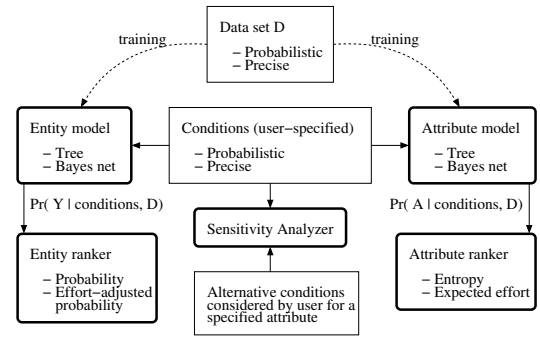 Data set D
− Probabilistic
− Precise
training
training
Entity model
− Tree
− Bayes net
Conditions (user−specified)
− Probabilistic
− Precise
Attribute model
− Tree
− Bayes net
Pr( Y | conditions, D)
Pr( A | conditions, D)
Sensitivity Analyzer
Entity ranker
− Probability
− Effort−adjusted
probability
Alternative conditions
considered by user for a
specified attribute
Attribute ranker
− Entropy
− Expected effort